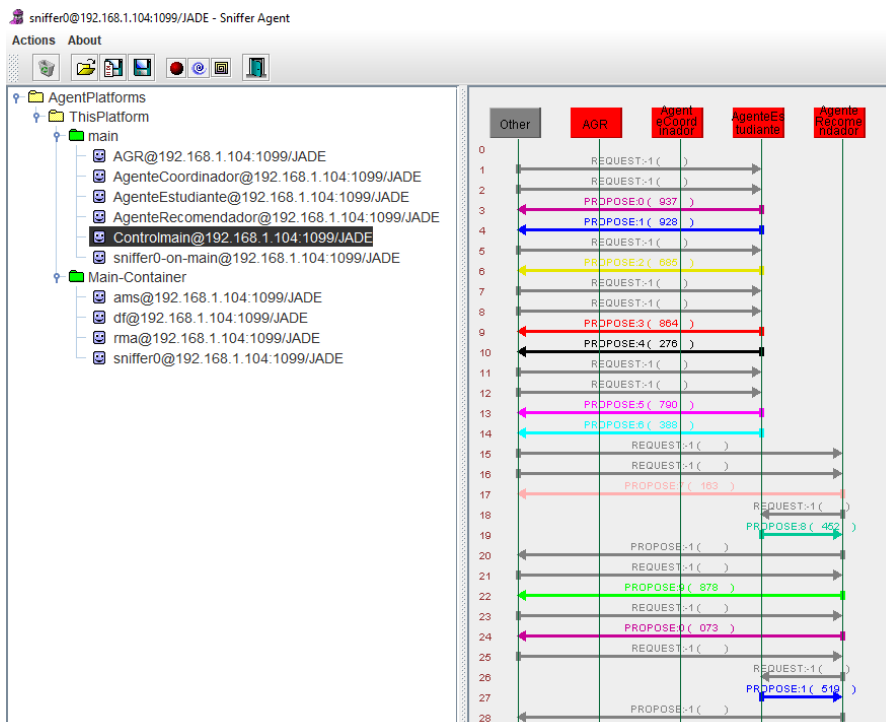 sniffer0@192.168.1.104:1099/JADE - Sniffer Agent
Actions About
AgentPlatforms
ThisPlatform
main
AGR@192.168.1.104:1099/JADE
AgenteCoordinador@192.168.1.104:1099/JADE
AgenteEstudiante@192.168.1.104:1099/JADE
AgenteRecomendador@192.168.1.104:1099/JADE
Controlmain@192.168.1.104:1099/JADE
sniffer0-on-main@192.168.1.104:1099/JADE
Main-Container
ams@192.168.1.104:1099/JADE
df@192.168.1.104:1099/JADE
rma@192.168.1.104:1099/JADE
sniffer0@192.168.1.104:1099/JADE
Other
AGR
Agent
eCoord
inador
AgenteEs
tudiante
Agente
Recome
ndador
0
1 REQUEST:-1 ( )
2 REQUEST:-1 ( )
3 PROPOSE:0 ( 937 )
4 PROPOSE:1 ( 928 )
5 REQUEST:-1 ( )
6 PROPOSE:2 ( 685 )
7 REQUEST:-1 ( )
8 REQUEST:-1 ( )
9 PROPOSE:3 ( 864 )
10 PROPOSE:4 ( 276 )
11 REQUEST:-1 ( )
12 REQUEST:-1 ( )
13 PROPOSE:5 ( 790 )
14 PROPOSE:6 ( 388 )
15 REQUEST:-1 ( )
16 REQUEST:-1 ( )
17 PROPOSE:7 ( 163 )
18 REQUEST:-1 ( )
19 PROPOSE:8 ( 452 )
20 PROPOSE:-1 ( )
21 REQUEST:-1 ( )
22 PROPOSE:9 ( 878 )
23 REQUEST:-1 ( )
24 PROPOSE:0 ( 073 )
25 REQUEST:-1 ( )
26 REQUEST:-1 ( )
27 PROPOSE:1 ( 519 )
28 PROPOSE:-1 ( )